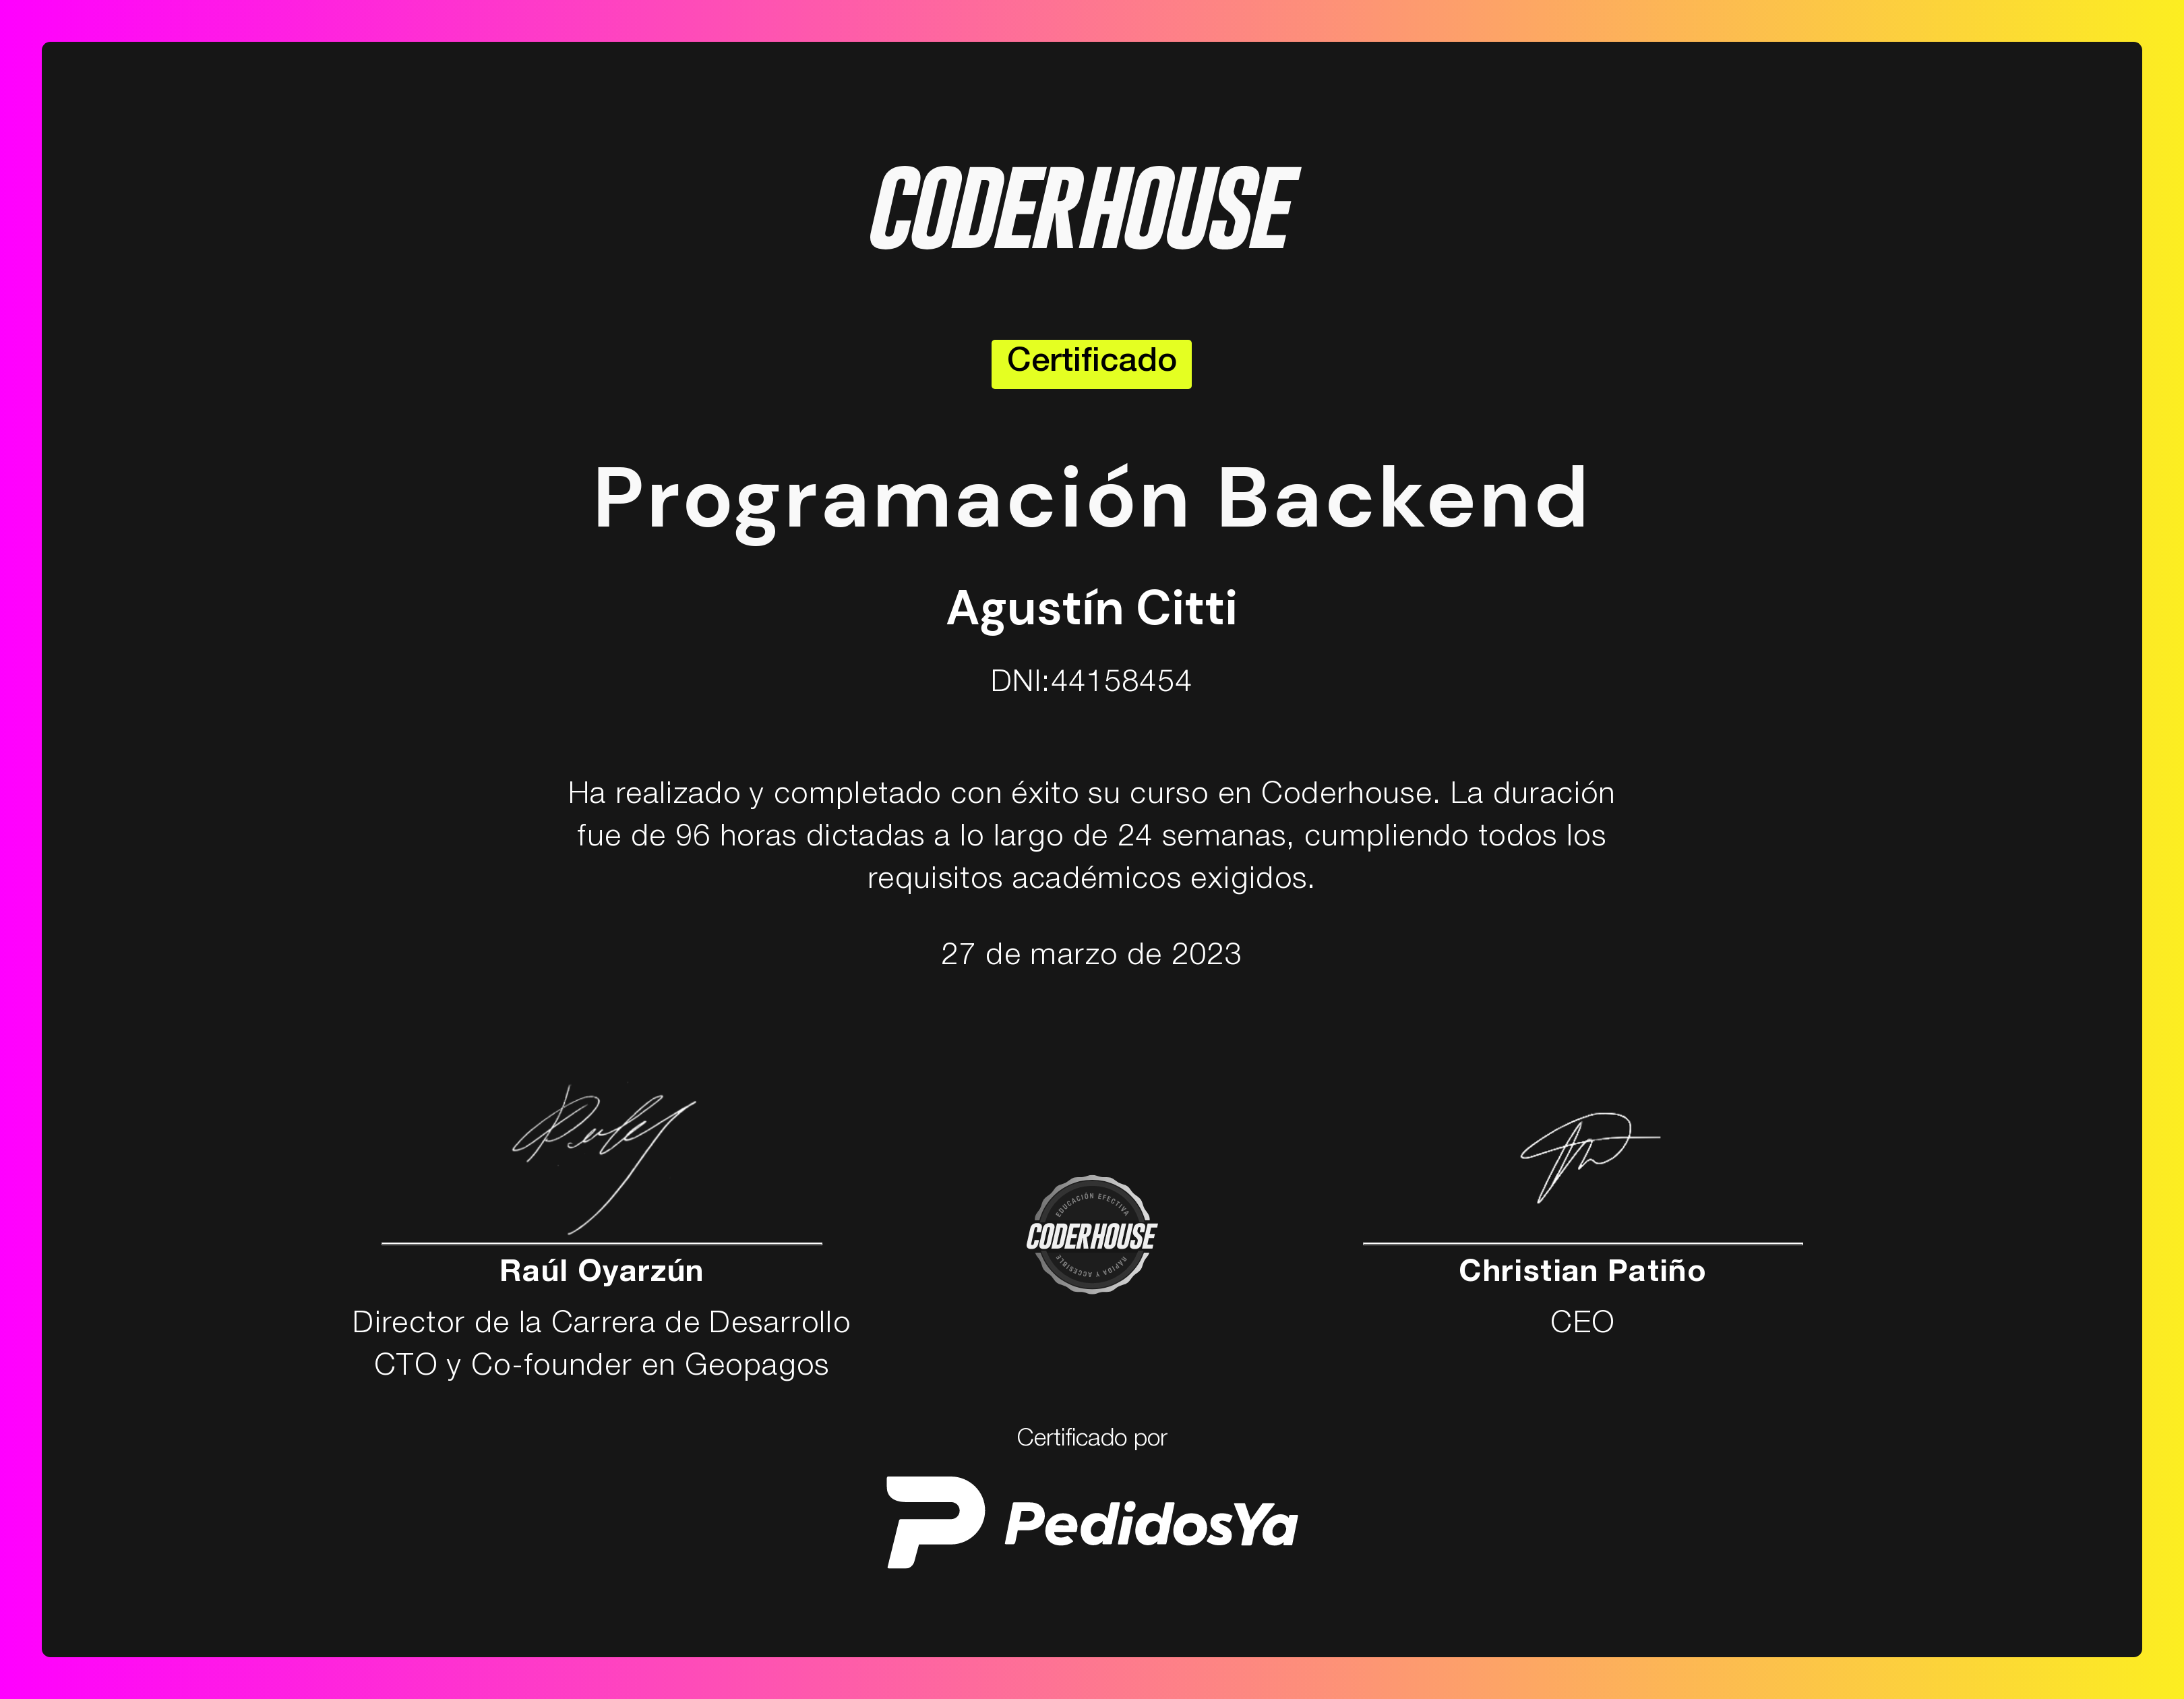 CODERHOUSE
Certificado
Programación Backend
Agustín Citti
DNI:44158454
Ha realizado y completado con éxito su curso en Coderhouse. La duración
fue de 96 horas dictadas a lo largo de 24 semanas, cumpliendo todos los
requisitos académicos exigidos.
27 de marzo de 2023
EDUCACIÓN EFECTIVA
CODERHOUSE
RÁPIDA Y ACCESIBLE
Raúl Oyarzún
Director de la Carrera de Desarrollo
CTO y Co-founder en Geopagos
Christian Patiño
CEO
Certificado por
PedidosYa